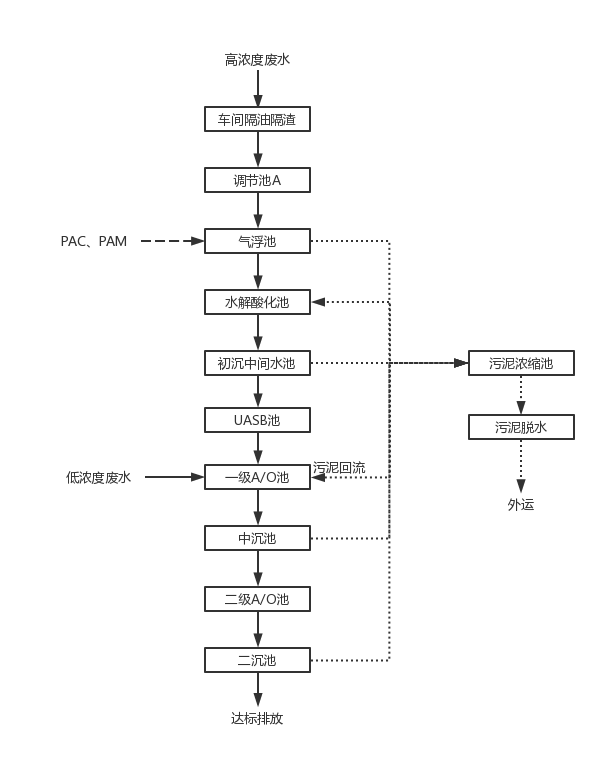 高浓度废水
车间隔油隔渣
调节池A
PAC、PAM
气浮池
水解酸化池
初沉中间水池
污泥浓缩池
UASB池
污泥脱水
污泥回流
低浓度废水
一级A/O池
外运
中沉池
二级A/O池
二沉池
达标排放